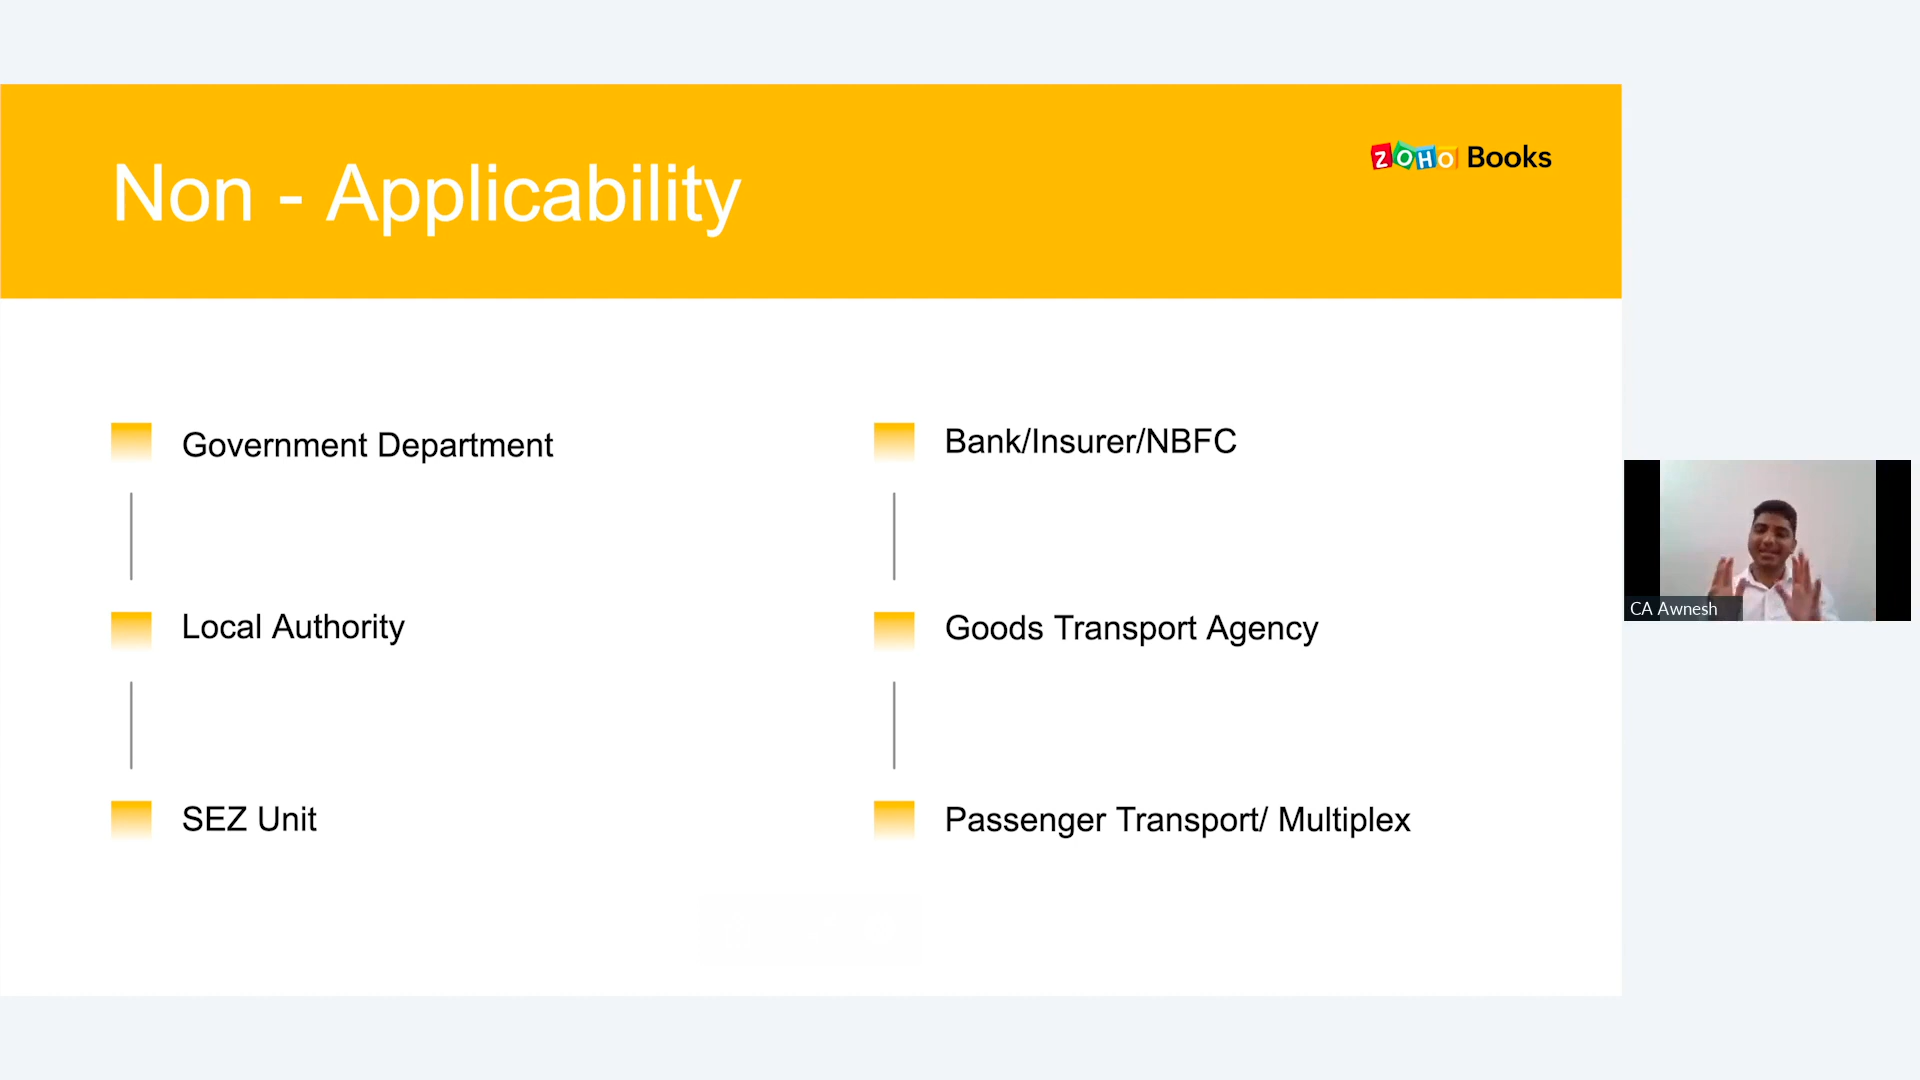 Non - Applicability
ZOHO Books
Government Department
Local Authority
SEZ Unit
Bank/Insurer/NBFC
Goods Transport Agency
Passenger Transport/ Multiplex
CA Awnesh